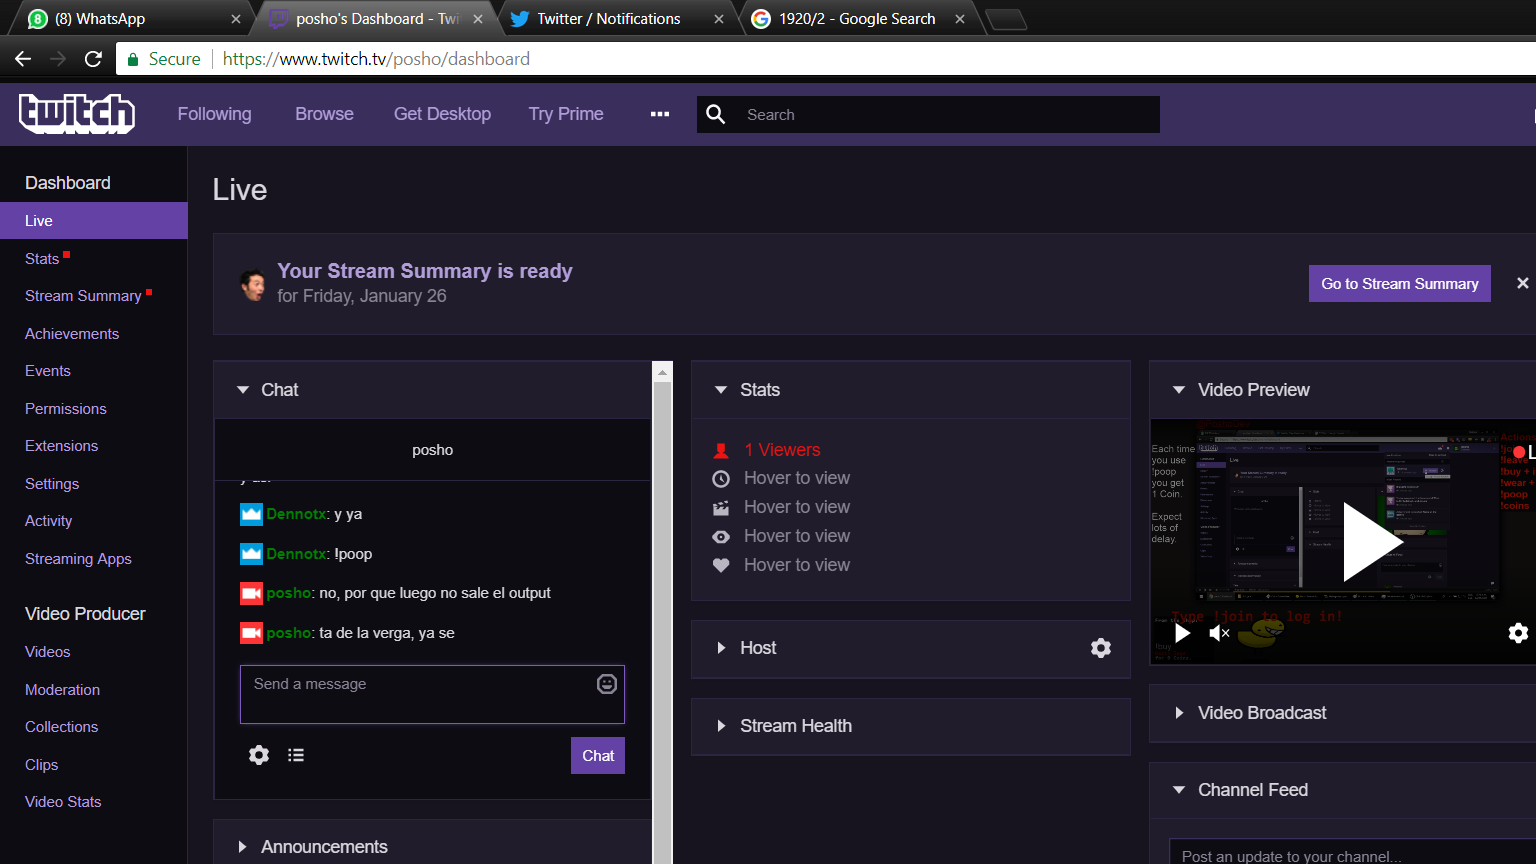 (8) WhatsApp
posho's Dashboard - Twi
Twitter / Notifications
1920/2 - Google Search
Secure
https://www.twitch.tv/posho/dashboard
twitch
Following
Browse
Get Desktop
Try Prime
Search
Dashboard
Live
Stats
Stream Summary
Achievements
Events
Permissions
Extensions
Settings
Activity
Streaming Apps
Video Producer
Videos
Moderation
Collections
Clips
Video Stats
Live
Your Stream Summary is ready
for Friday, January 26
Go to Stream Summary
Chat
posho
Dennotx: y ya
Dennotx: !poop
posho: no, por que luego no sale el output
posho: ta de la verga, ya se
Send a message
Chat
Announcements
Stats
1 Viewers
Hover to view
Hover to view
Hover to view
Hover to view
Host
Stream Health
Video Preview
Each time
you use
!poop
you get
1 Coin.
Expect
lots of
delay.
L
!leave
!buy +
!wear +
!poop
!coins
Type !join to log in!
Video Broadcast
Channel Feed
Post an update to your channel...